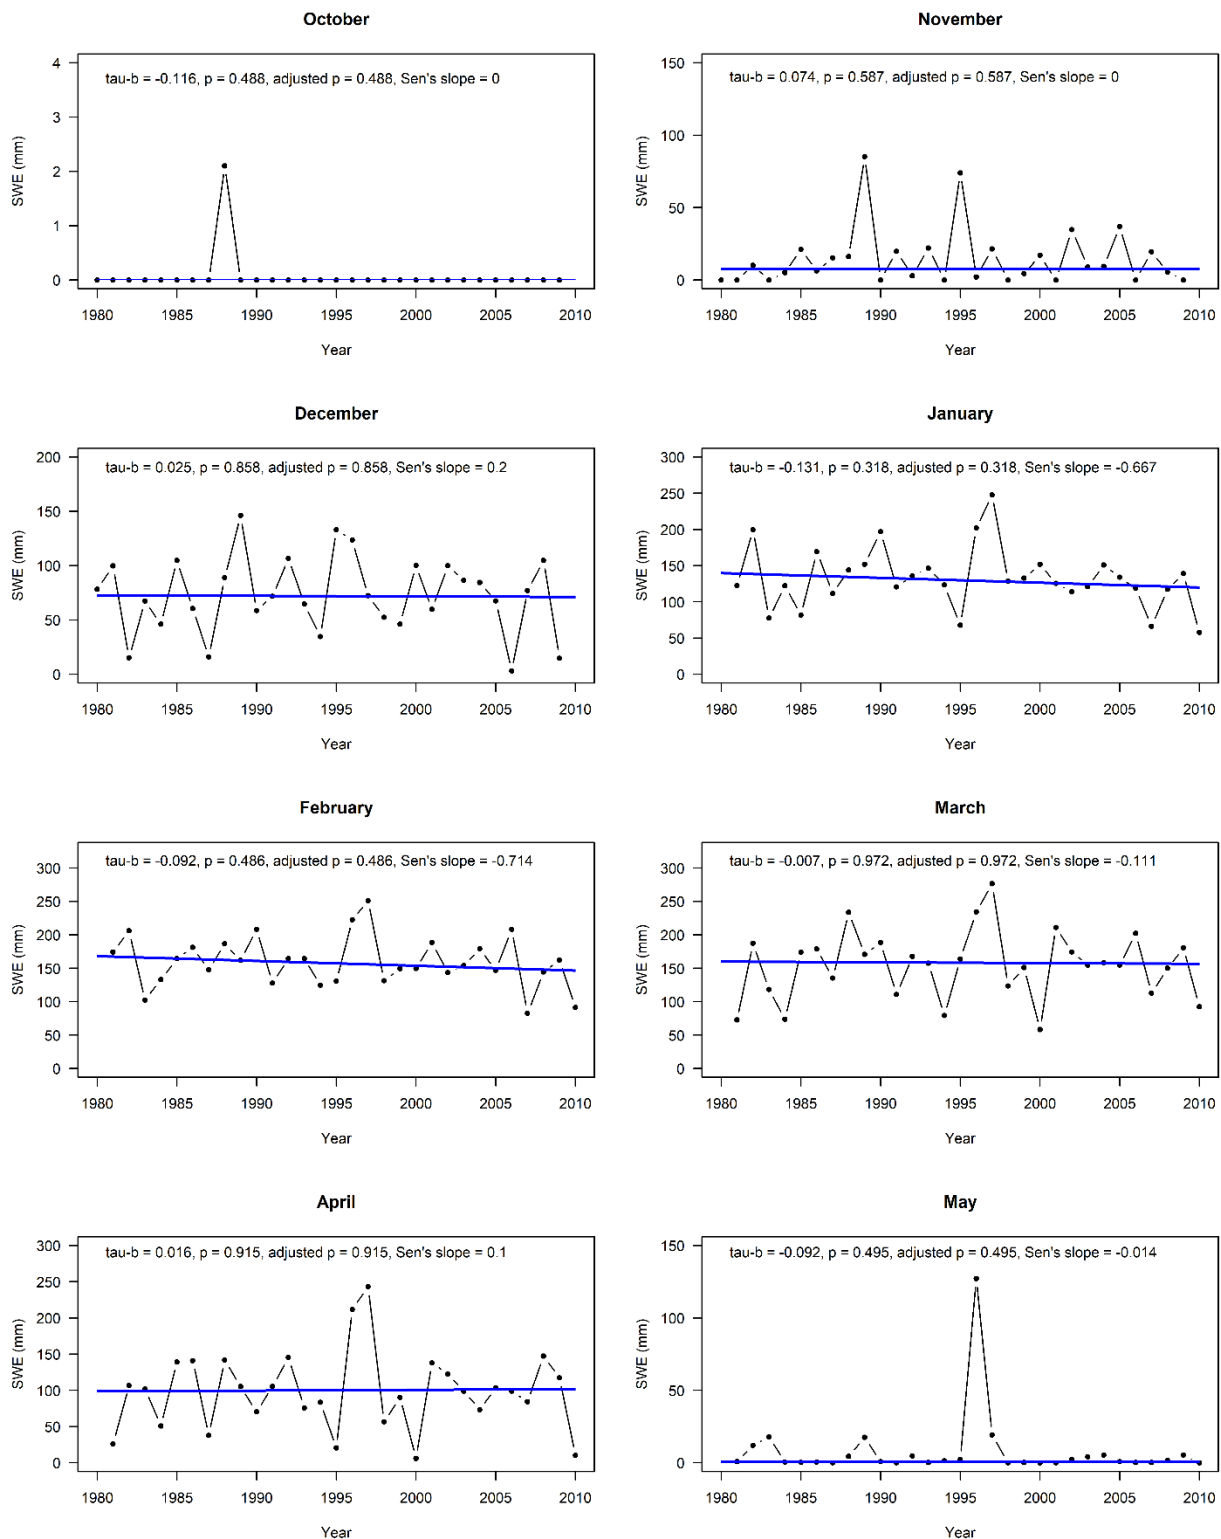 October
tau-b = -0.116, p = 0.488, adjusted p = 0.488, Sen's slope = 0
4
3
2
1
0
SWE (mm)
1980 1985 1990 1995 2000 2005 2010
Year
November
tau-b = 0.074, p = 0.587, adjusted p = 0.587, Sen's slope = 0
150
100
50
0
SWE (mm)
1980 1985 1990 1995 2000 2005 2010
Year
December
tau-b = 0.025, p = 0.858, adjusted p = 0.858, Sen's slope = 0.2
200
150
100
50
0
SWE (mm)
1980 1985 1990 1995 2000 2005 2010
Year
January
tau-b = -0.131, p = 0.318, adjusted p = 0.318, Sen's slope = -0.667
300
250
200
150
100
50
0
SWE (mm)
1980 1985 1990 1995 2000 2005 2010
Year
February
tau-b = -0.092, p = 0.486, adjusted p = 0.486, Sen's slope = -0.714
300
250
200
150
100
50
0
SWE (mm)
1980 1985 1990 1995 2000 2005 2010
Year
March
tau-b = -0.007, p = 0.972, adjusted p = 0.972, Sen's slope = -0.111
300
250
200
150
100
50
0
SWE (mm)
1980 1985 1990 1995 2000 2005 2010
Year
April
tau-b = 0.016, p = 0.915, adjusted p = 0.915, Sen's slope = 0.1
300
250
200
150
100
50
0
SWE (mm)
1980 1985 1990 1995 2000 2005 2010
Year
May
tau-b = -0.092, p = 0.495, adjusted p = 0.495, Sen's slope = -0.014
150
100
50
0
SWE (mm)
1980 1985 1990 1995 2000 2005 2010
Year